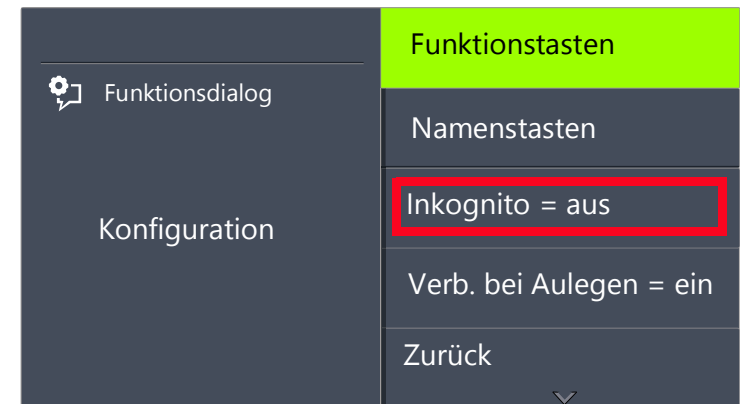 Funktionsdialog
Konfiguration
Funktionstasten
Namenstasten
Inkognito = aus
Verb. bei Aulegen = ein
Zurück